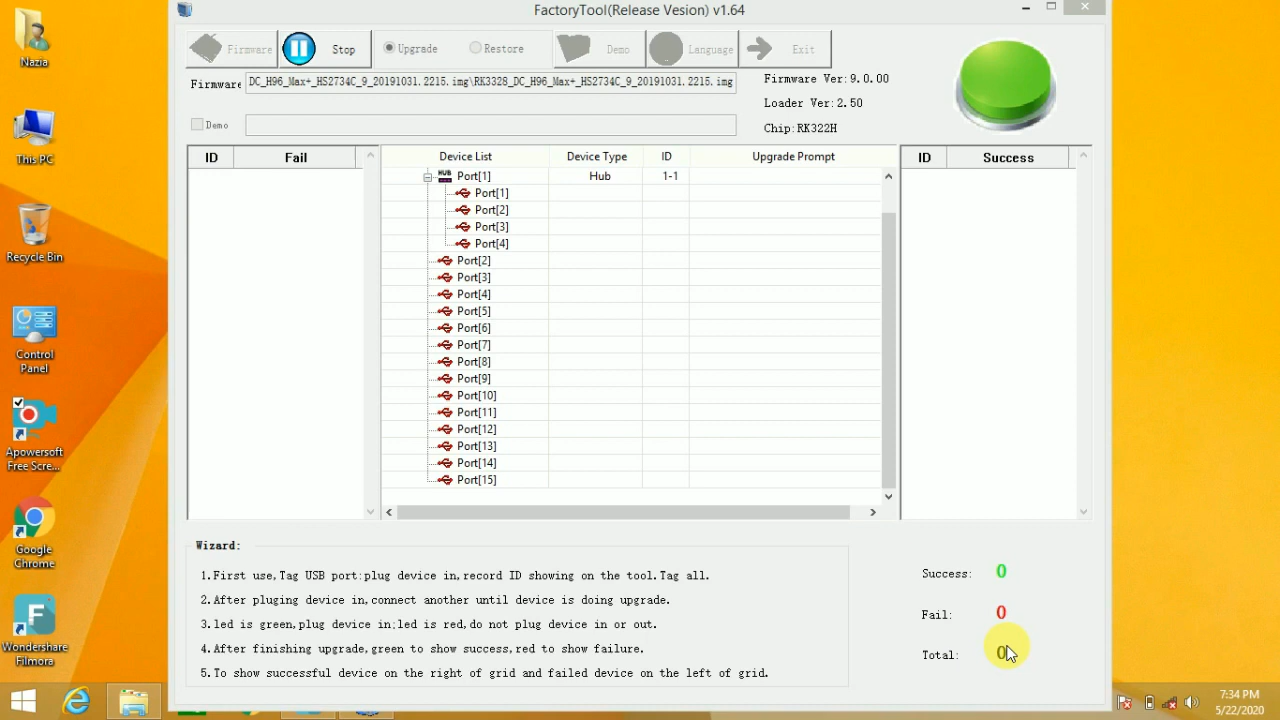 FactoryTool(Release Vesion) v1.64
Firmware
Stop
Upgrade
Restore
Demo
Language
Exit
Firmware
DC_H96_Max+_HS2734C_9_20191031.2215.img\RK3328_DC_H96_Max+_HS2734C_9_20191031.2215.img
Firmware Ver:9.0.00
Loader Ver:2.50
Chip:RK322H
Demo
ID Fail
Device List Device Type ID Upgrade Prompt
ID Success
HUB Port[1] Hub 1-1
Port[1]
Port[2]
Port[3]
Port[4]
Port[2]
Port[3]
Port[4]
Port[5]
Port[6]
Port[7]
Port[8]
Port[9]
Port[10]
Port[11]
Port[12]
Port[13]
Port[14]
Port[15]
Wizard:
1.First use,Tag USB port:plug device in,record ID showing on the tool.Tag all.
2.After pluging device in,connect another until device is doing upgrade.
3.led is green,plug device in;led is red,do not plug device in or out.
4.After finishing upgrade,green to show success,red to show failure.
5.To show successful device on the right of grid and failed device on the left of grid.
Success: 0
Fail: 0
Total: 0
Nazia
This PC
Recycle Bin
Control
Panel
Apowersoft
Free Scre...
Google
Chrome
Wondershare
Filmora
7:34 PM
5/22/2020